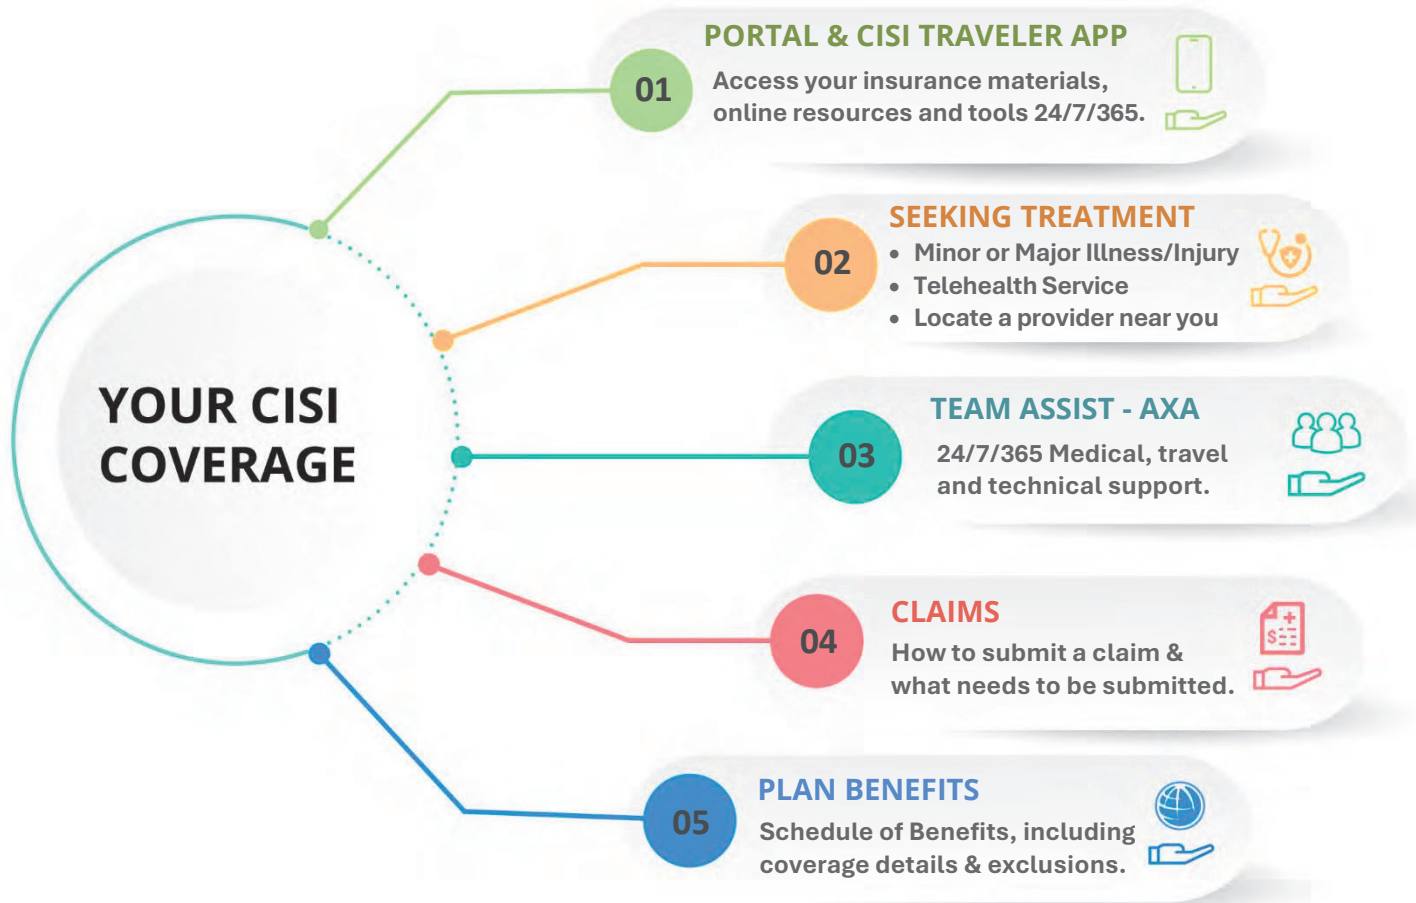 YOUR CISI
COVERAGE
01
PORTAL & CISI TRAVELER APP
Access your insurance materials,
online resources and tools 24/7/365.
02
SEEKING TREATMENT
• Minor or Major Illness/Injury
• Telehealth Service
• Locate a provider near you
03
TEAM ASSIST - AXA
24/7/365 Medical, travel
and technical support.
04
CLAIMS
How to submit a claim &
what needs to be submitted.
$
05
PLAN BENEFITS
Schedule of Benefits, including
coverage details & exclusions.